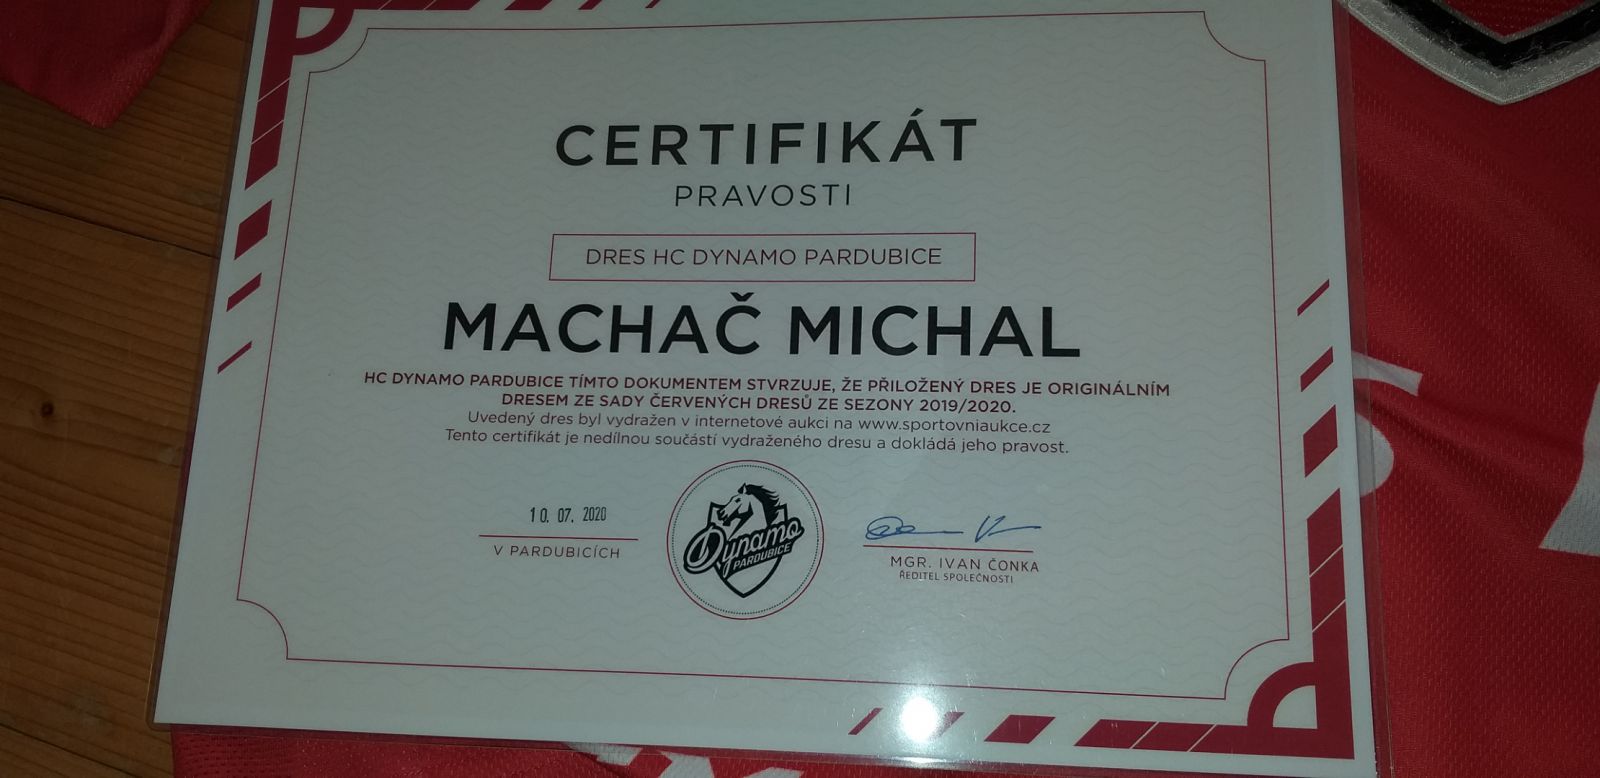 CERTIFIKÁT
PRAVOSTI
DRES HC DYNAMO PARDUBICE
MACHAČ MICHAL
HC DYNAMO PARDUBICE TÍMTO DOKUMENTEM STVRZUJE, ŽE PŘILOŽENÝ DRES JE ORIGINÁLNÍM
DRESEM ZE SADY ČERVENÝCH DRESŮ ZE SEZONY 2019/2020.
Uvedený dres byl vydražen v internetové aukci na www.sportovniaukce.cz
Tento certifikát je nedílnou součástí vydraženého dresu a dokládá jeho pravost.
10. 07. 2020
V PARDUBICÍCH
Dynamo
PARDUBICE
MGR. IVAN ČONKA
ŘEDITEL SPOLEČNOSTI